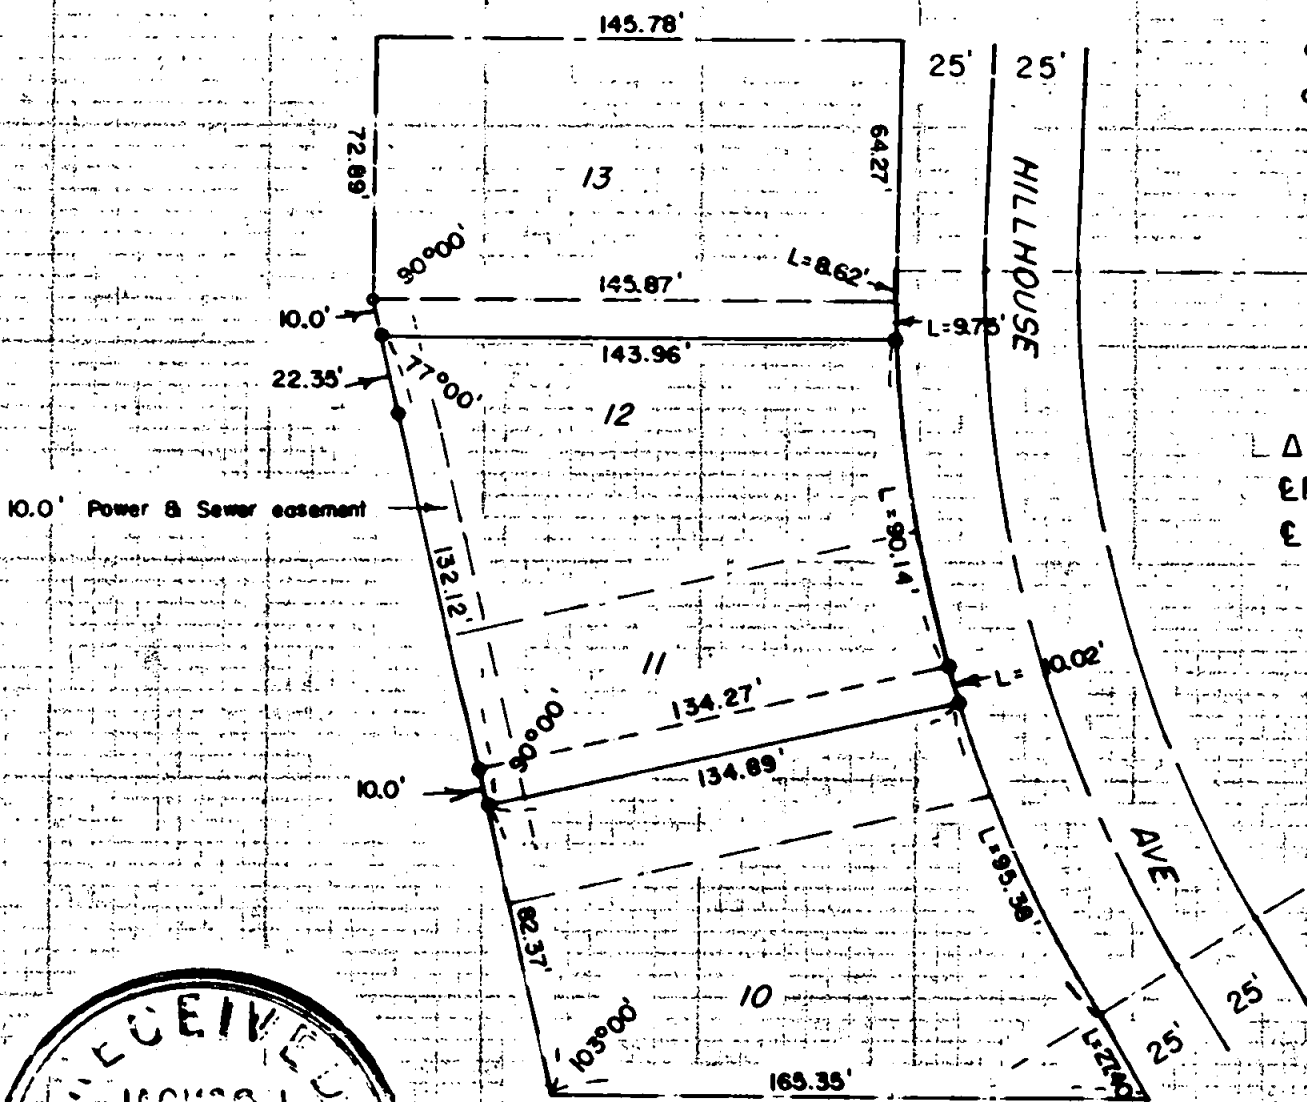 145.78'
25' 25'
72.89'
64.27'
13
HILLHOUSE
90°00'
L=8.62'
145.87'
10.0'
L=9.75'
143.96'
22.35'
77°00'
12
Δ
10.0' Power & Sewer easement
L=90.14'
132.12'
11
L= 10.02'
134.27'
90°00'
10.0'
134.89'
AVE.
L=95.38'
82.37'
10
25'
103°00'
25'
L=27.40'
165.35'
RECEIVED